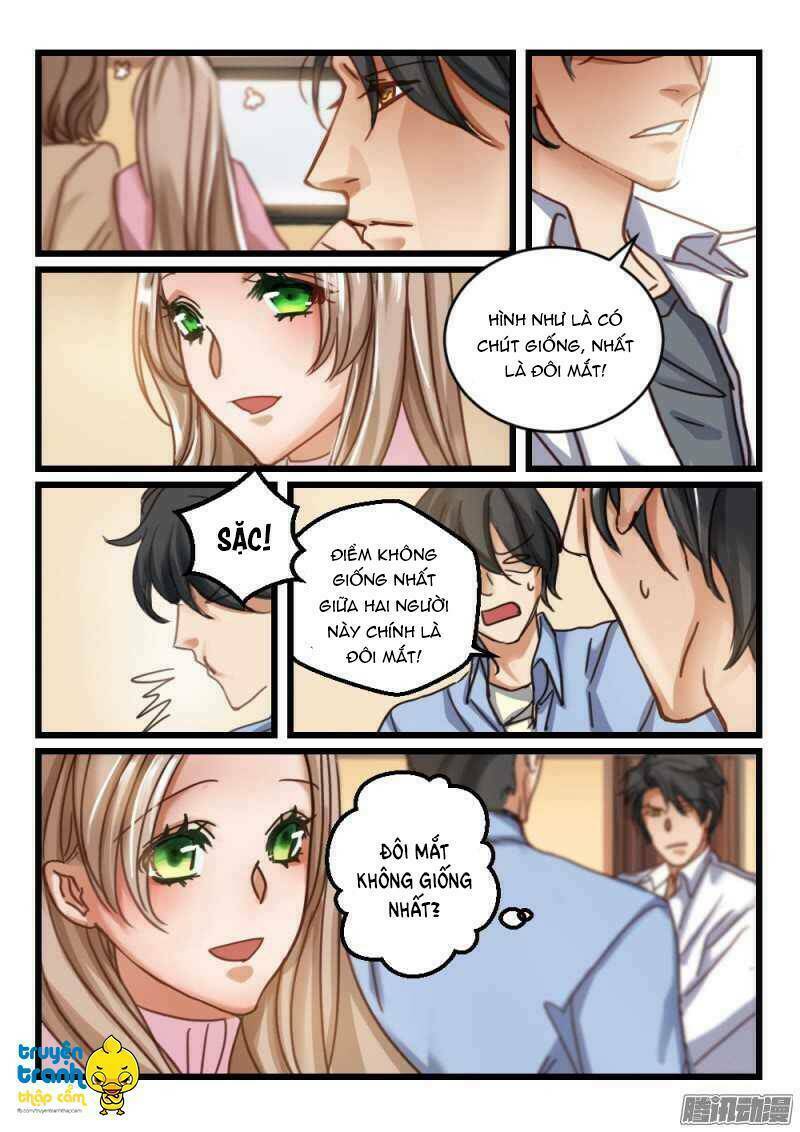 HÌNH NHƯ LÀ CÓ
CHÚT GIỐNG, NHẤT
LÀ ĐÔI MẮT!
SẶC!
ĐIỂM KHÔNG
GIỐNG NHẤT
GIỮA HAI NGƯỜI
NÀY CHÍNH LÀ
ĐÔI MẮT!
ĐÔI MẮT
KHÔNG GIỐNG
NHẤT?
truyện
tranh
thập cẩm
腾讯动漫